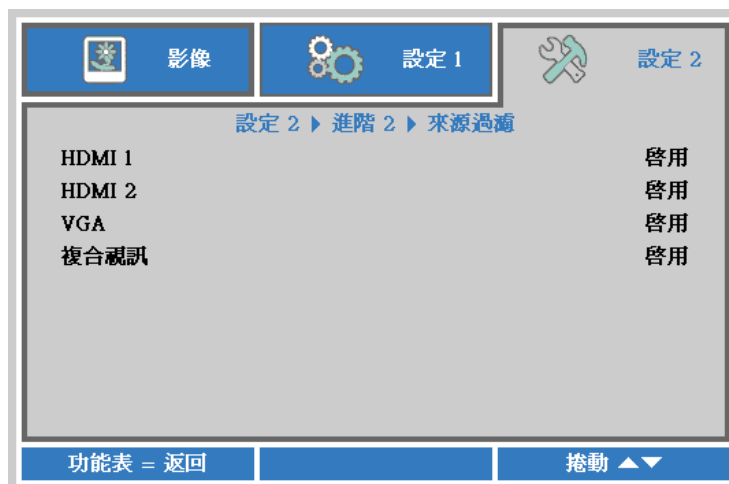 影像 設定 1 設定 2
設定 2 ▶ 進階 2 ▶ 來源過濾
HDMI 1 啓用
HDMI 2 啓用
VGA 啓用
複合視訊 啓用
功能表 = 返回 捲動 ▲▼